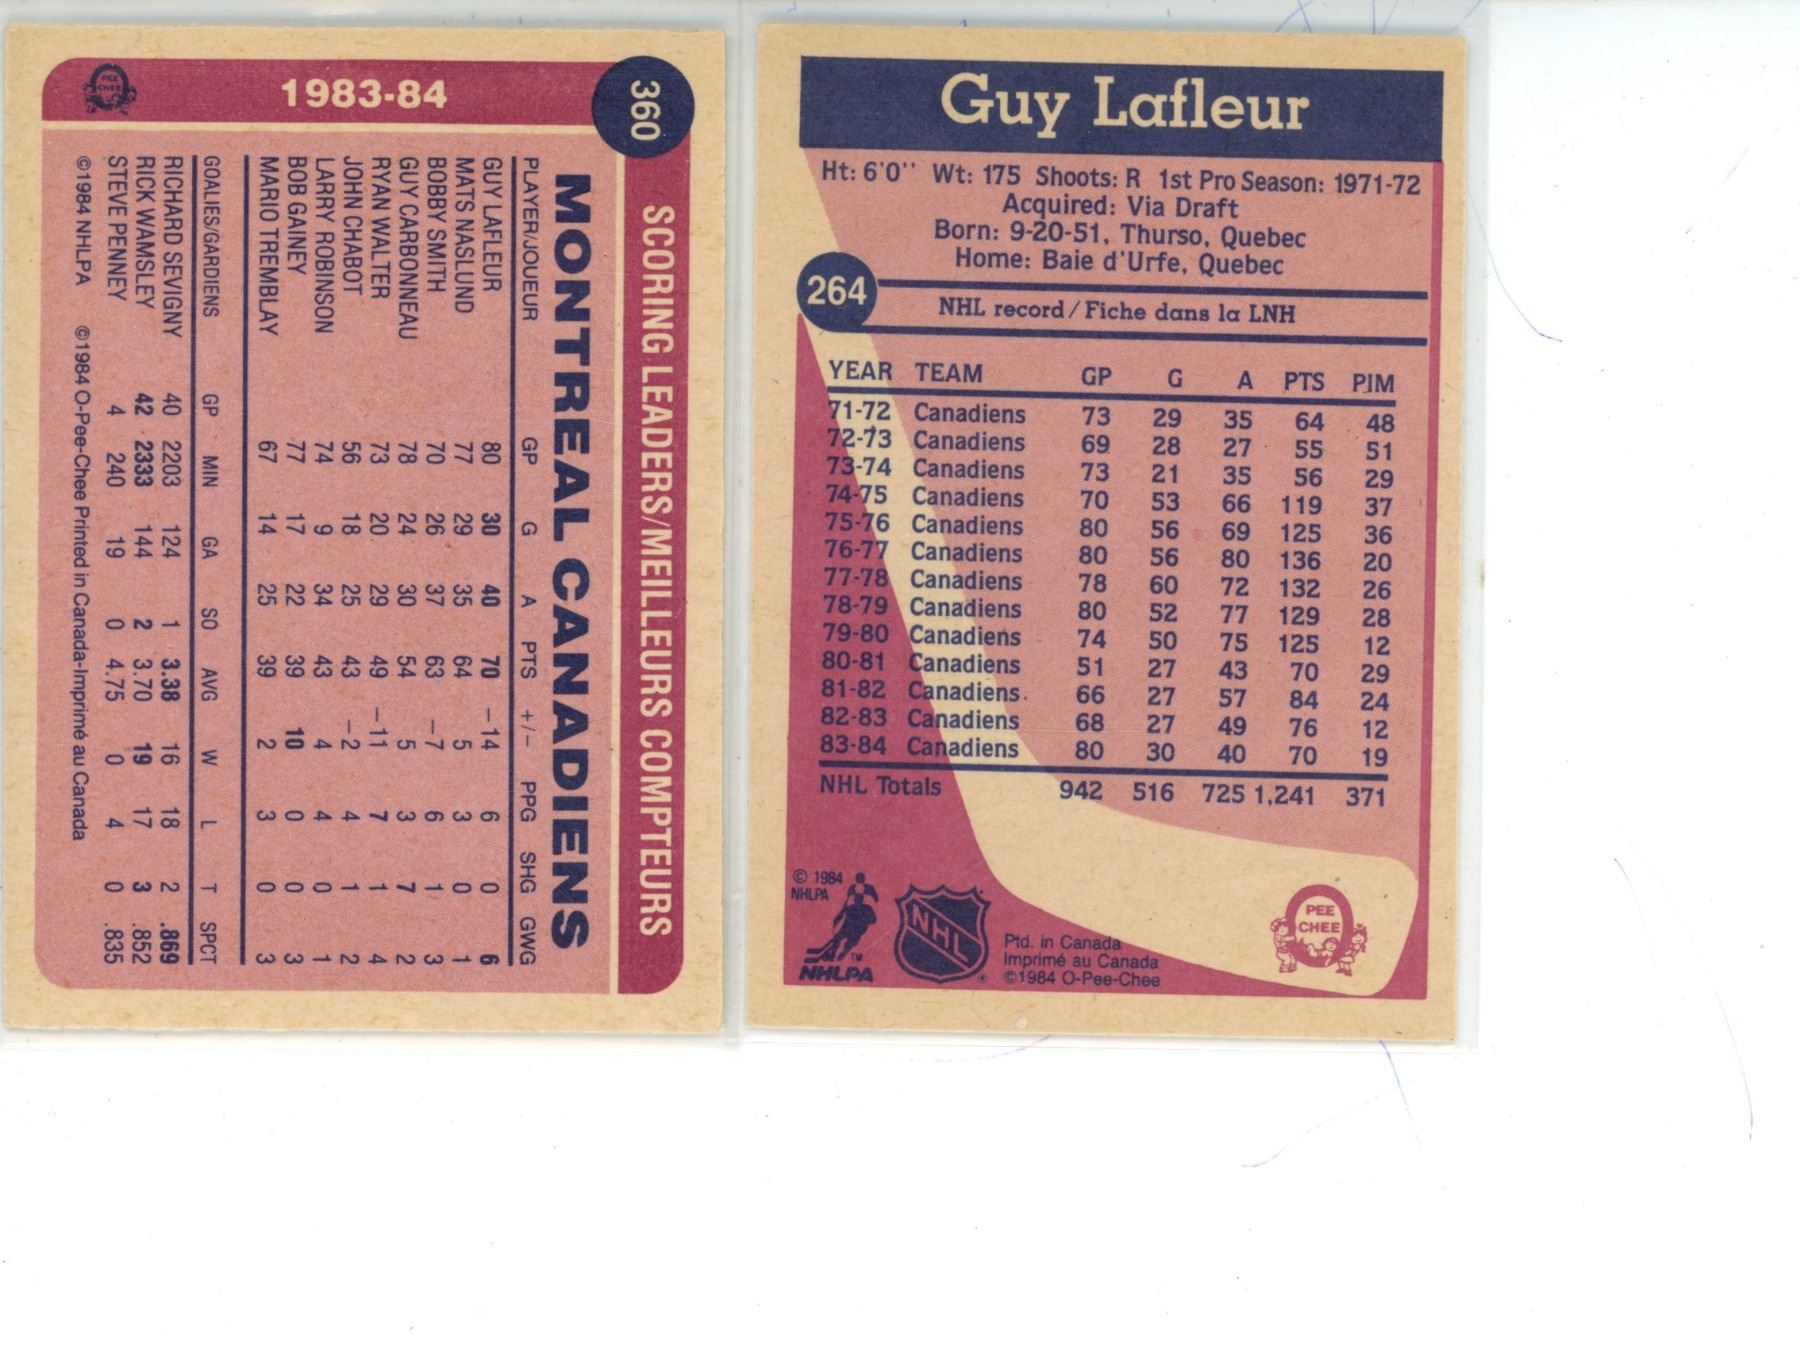 360
1983-84
PEE
CHEE
SCORING LEADERS/MEILLEURS COMPTEURS
MONTREAL CANADIENS
PLAYER/JOUEUR GP G A PTS +/- PPG SHG GWG
GUY LAFLEUR 80 30 40 70 -14 6 0 6
MATS NASLUND 77 29 35 64 5 3 0 1
BOBBY SMITH 70 26 37 63 -7 6 1 3
GUY CARBONNEAU 78 24 30 54 5 3 7 2
RYAN WALTER 73 20 29 49 -11 7 1 4
JOHN CHABOT 56 18 25 43 -2 4 1 2
LARRY ROBINSON 74 9 34 43 4 4 0 1
BOB GAINEY 77 17 22 39 10 0 0 3
MARIO TREMBLAY 67 14 25 39 2 3 0 3
GOALIES/GARDIENS GP MIN GA SO AVG W L T SPCT
RICHARD SEVIGNY 40 2203 124 1 3.38 16 18 2 .869
RICK WAMSLEY 42 2333 144 2 3.70 19 17 3 .852
STEVE PENNEY 4 240 19 0 4.75 0 4 0 .835
©1984 NHLPA ©1984 O-Pee-Chee Printed in Canada-Imprimé au Canada
Guy Lafleur
Ht: 6'0'' Wt: 175 Shoots: R 1st Pro Season: 1971-72
Acquired: Via Draft
Born: 9-20-51, Thurso, Quebec
Home: Baie d'Urfe, Quebec
264
NHL record/Fiche dans la LNH
YEAR TEAM GP G A PTS PIM
71-72 Canadiens 73 29 35 64 48
72-73 Canadiens 69 28 27 55 51
73-74 Canadiens 73 21 35 56 29
74-75 Canadiens 70 53 66 119 37
75-76 Canadiens 80 56 69 125 36
76-77 Canadiens 80 56 80 136 20
77-78 Canadiens 78 60 72 132 26
78-79 Canadiens 80 52 77 129 28
79-80 Canadiens 74 50 75 125 12
80-81 Canadiens 51 27 43 70 29
81-82 Canadiens 66 27 57 84 24
82-83 Canadiens 68 27 49 76 12
83-84 Canadiens 80 30 40 70 19
NHL Totals 942 516 725 1,241 371
© 1984
NHLPA
TM
NHLPA
NHL
®
Ptd. in Canada
Imprimé au Canada
©1984 O-Pee-Chee
PEE
CHEE